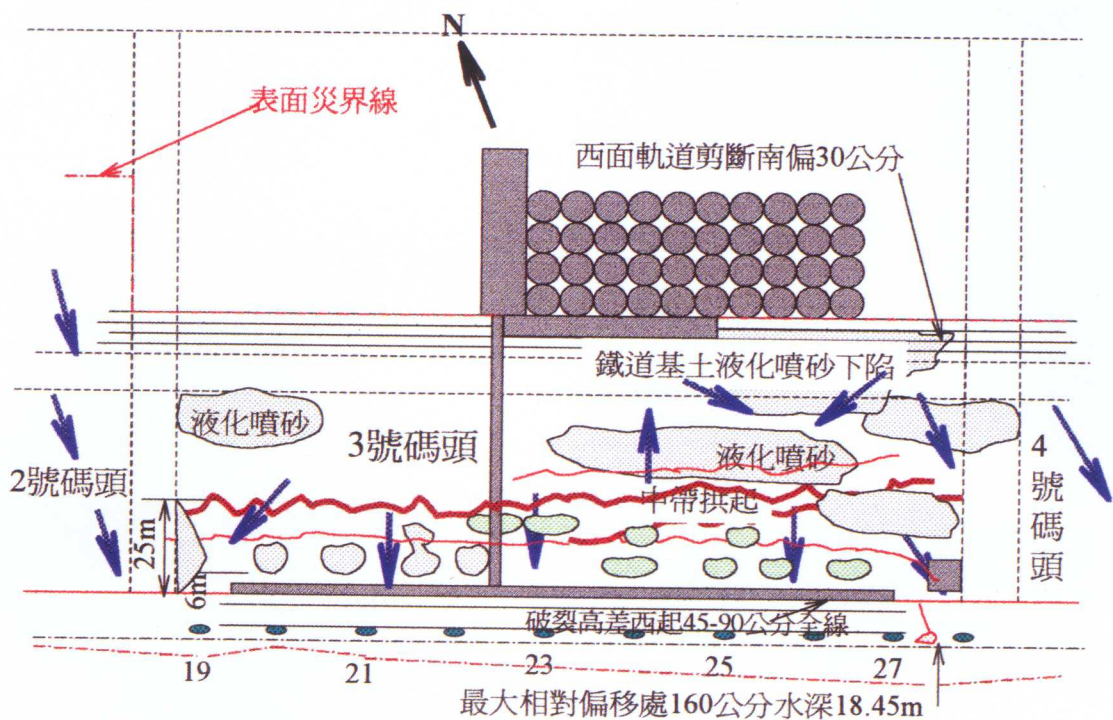 N
表面災界線
西面軌道剪斷南偏30公分
鐵道基土液化噴砂下陷
液化噴砂
3號碼頭
液化噴砂
2號碼頭
4號碼頭
中帶拱起
25m
6m
破裂高差西起45-90公分全線
19
21
23
25
27
最大相對偏移處160公分水深18.45m